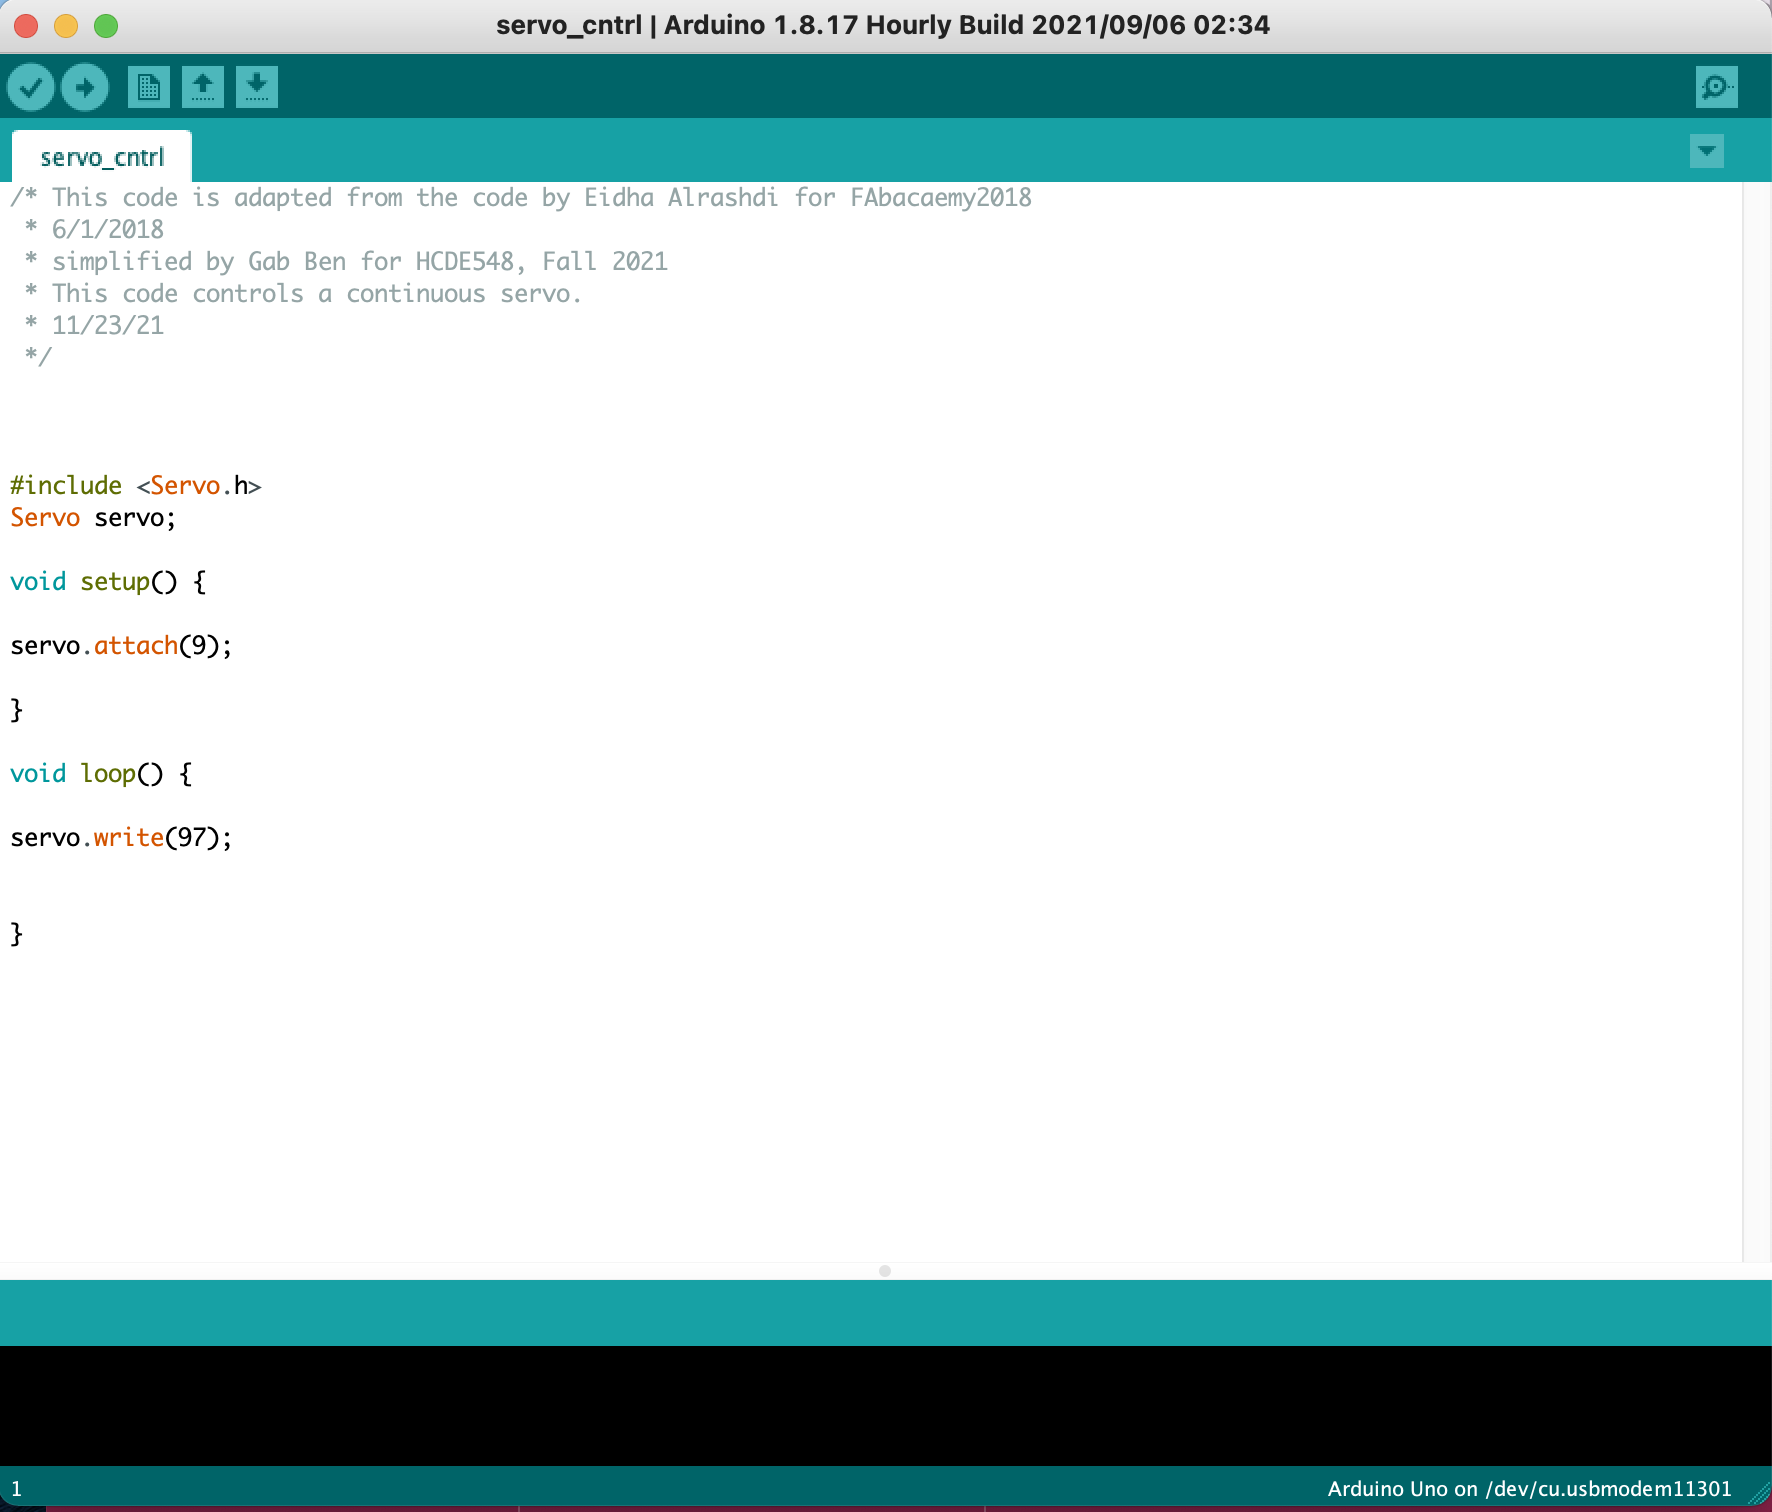 servo_cntrl | Arduino 1.8.17 Hourly Build 2021/09/06 02:34
servo_cntrl
/* This code is adapted from the code by Eidha Alrashdi for FAbacaemy2018
 * 6/1/2018
 * simplified by Gab Ben for HCDE548, Fall 2021
 * This code controls a continuous servo.
 * 11/23/21
 */
#include <Servo.h>
Servo servo;
void setup() {
servo.attach(9);
}
void loop() {
servo.write(97);
}
1
Arduino Uno on /dev/cu.usbmodem11301